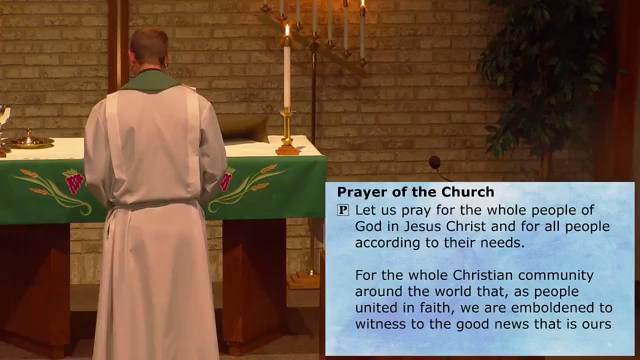 Prayer of the Church
P Let us pray for the whole people of
God in Jesus Christ and for all people
according to their needs.
For the whole Christian community
around the world that, as people
united in faith, we are emboldened to
witness to the good news that is ours